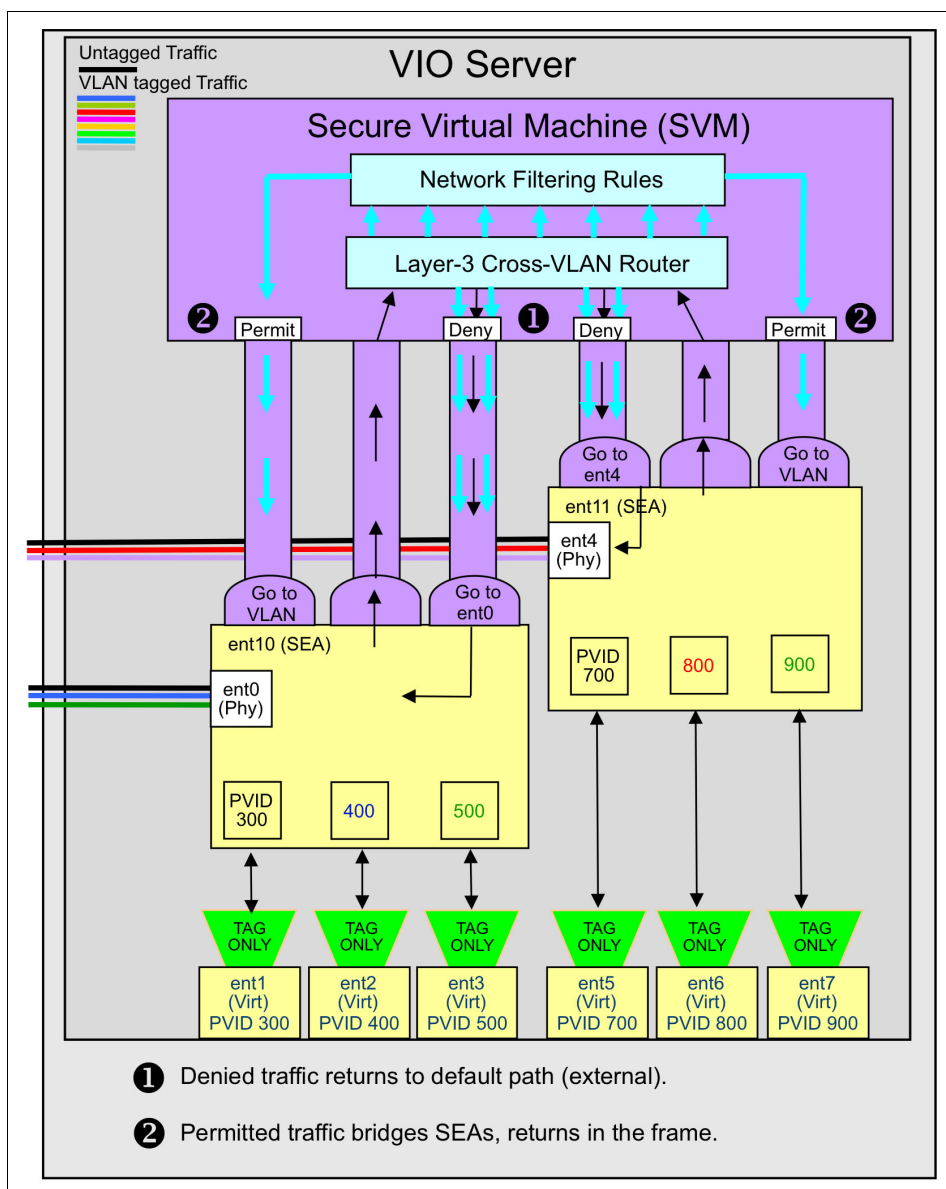 Untagged Traffic
VLAN tagged Traffic
VIO Server
Secure Virtual Machine (SVM)
Network Filtering Rules
Layer-3 Cross-VLAN Router
2
Permit
Deny
1
Deny
Permit
2
Go to
ent4
Go to
VLAN
ent11 (SEA)
ent4
(Phy)
PVID
700
800
900
Go to
VLAN
Go to
ent0
ent10 (SEA)
ent0
(Phy)
PVID
300
400
500
TAG
ONLY
TAG
ONLY
TAG
ONLY
TAG
ONLY
TAG
ONLY
TAG
ONLY
ent1
(Virt)
PVID 300
ent2
(Virt)
PVID 400
ent3
(Virt)
PVID 500
ent5
(Virt)
PVID 700
ent6
(Virt)
PVID 800
ent7
(Virt)
PVID 900
1 Denied traffic returns to default path (external).
2 Permitted traffic bridges SEAs, returns in the frame.